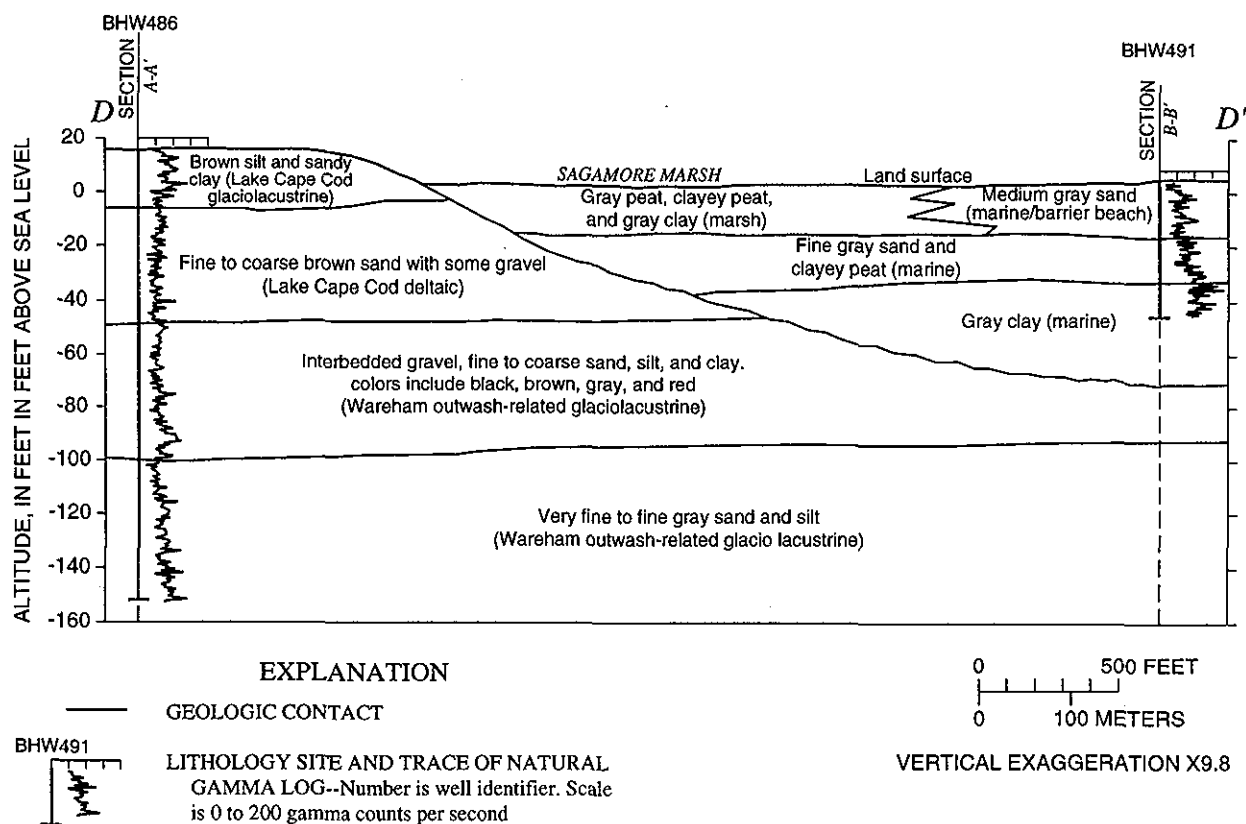 BHW486
BHW491
SECTION
A-A'
SECTION
B-B'
D
D'
ALTITUDE, IN FEET IN FEET ABOVE SEA LEVEL
20
0
-20
-40
-60
-80
-100
-120
-140
-160
Brown silt and sandy
clay (Lake Cape Cod
glaciolacustrine)
SAGAMORE MARSH
Land surface
Gray peat, clayey peat,
and gray clay (marsh)
Medium gray sand
(marine/barrier beach)
Fine to coarse brown sand with some gravel
(Lake Cape Cod deltaic)
Fine gray sand and
clayey peat (marine)
Gray clay (marine)
Interbedded gravel, fine to coarse sand, silt, and clay.
colors include black, brown, gray, and red
(Wareham outwash-related glaciolacustrine)
Very fine to fine gray sand and silt
(Wareham outwash-related glacio lacustrine)
EXPLANATION
GEOLOGIC CONTACT
BHW491
LITHOLOGY SITE AND TRACE OF NATURAL
GAMMA LOG--Number is well identifier. Scale
is 0 to 200 gamma counts per second
0 500 FEET
0 100 METERS
VERTICAL EXAGGERATION X9.8